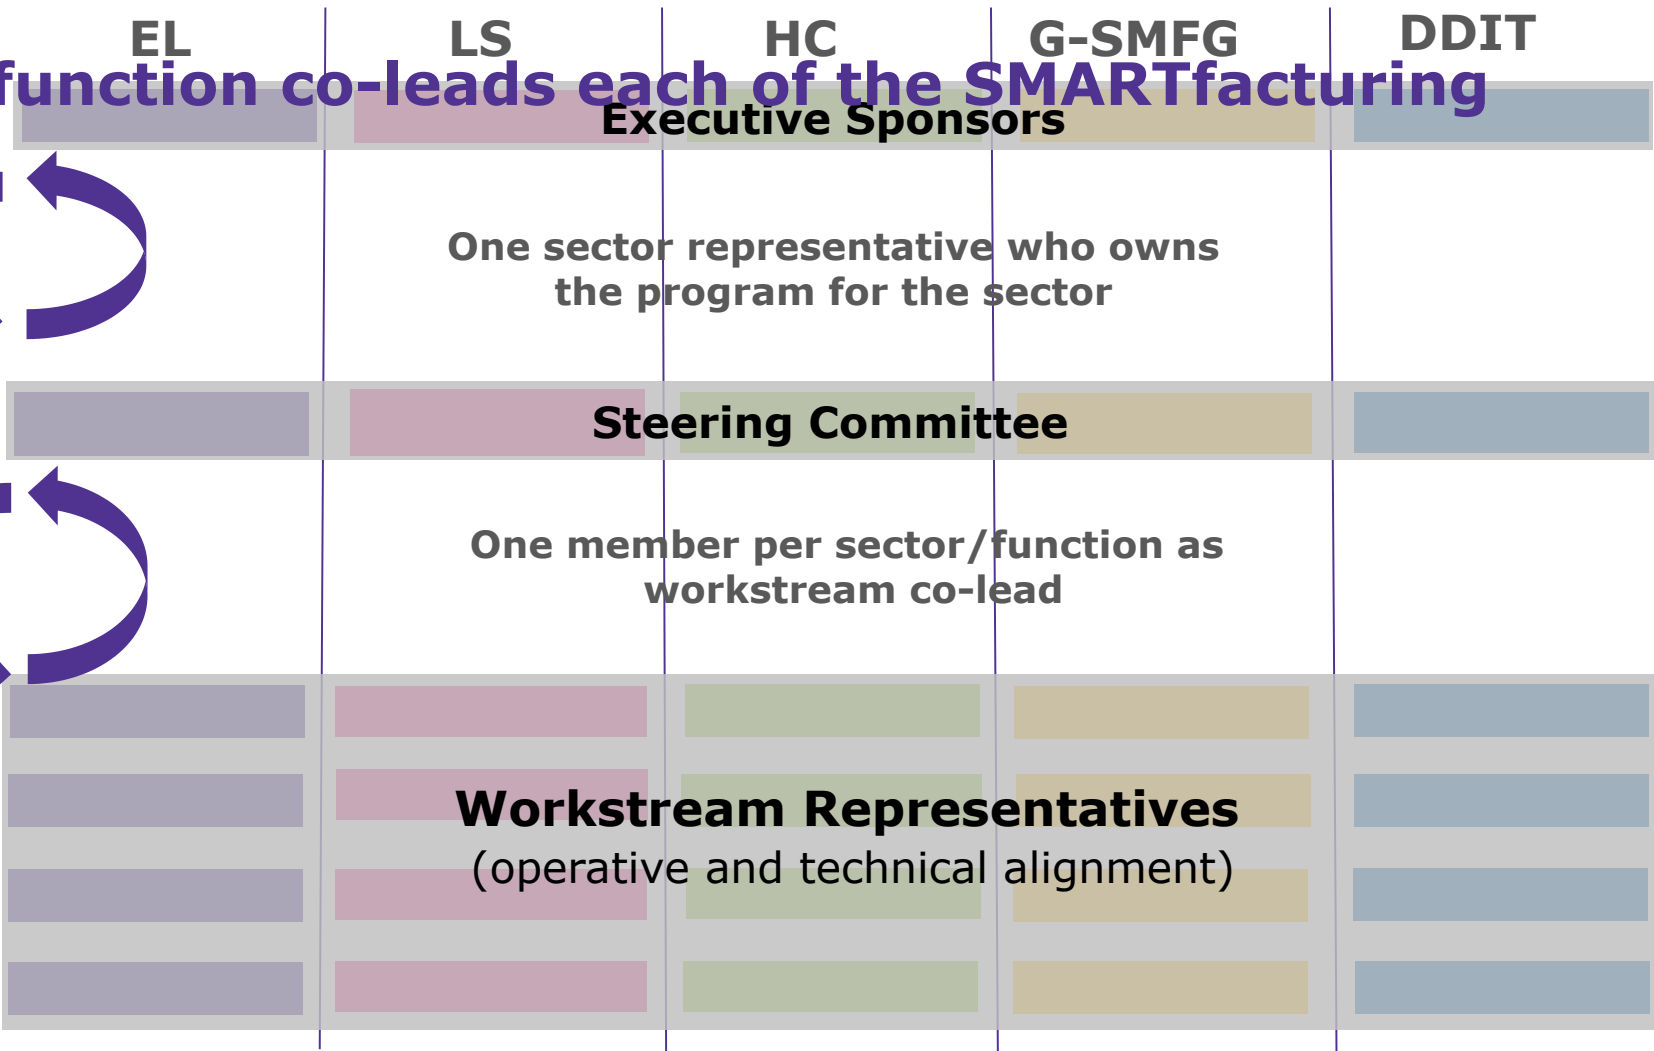 EL LS HC G-SMFG DDIT
function co-leads each of the SMARTfacturing
Executive Sponsors
One sector representative who owns
the program for the sector
Steering Committee
One member per sector/function as
workstream co-lead
Workstream Representatives
(operative and technical alignment)